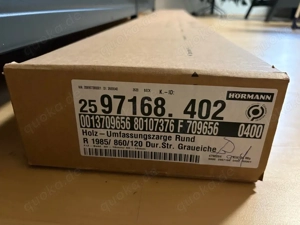 HÖRMANN
25 97168. 402
0013709656 80107376 F 709656 0400
Holz-Umfassungszarge Rund
R 1985/ 860/120 Dur.Str. Graueiche